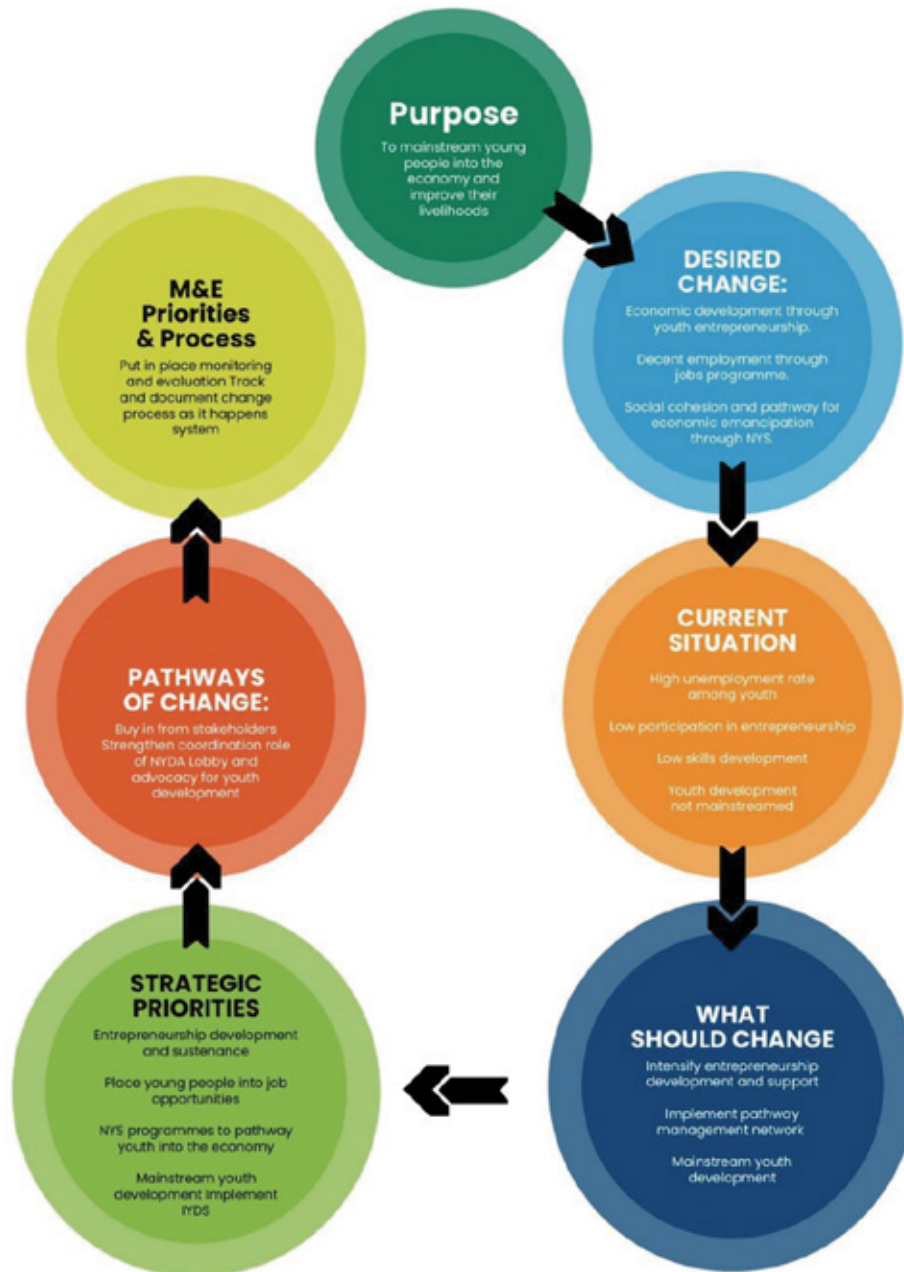 Purpose
To mainstream young
people into the
economy and
improve their
livelihoods
DESIRED
CHANGE:
Economic development through
youth entrepreneurship.
Decent employment through
jobs programme.
Social cohesion and pathway for
economic emancipation
through NYS.
CURRENT
SITUATION
High unemployment rate
among youth
Low participation in entrepreneurship
Low skills development
Youth development
not mainstreamed
WHAT
SHOULD CHANGE
Intensify entrepreneurship
development and support
Implement pathway
management network
Mainstream youth
development
STRATEGIC
PRIORITIES
Entrepreneurship development
and sustenance
Place young people into job
opportunities
NYS programmes to pathway
youth into the economy
Mainstream youth
development Implement
IYDS
PATHWAYS
OF CHANGE:
Buy in from stakeholders
Strengthen coordination role
of NYDA Lobby and
advocacy for youth
development
M&E
Priorities
& Process
Put in place monitoring
and evaluation Track
and document change
process as it happens
system